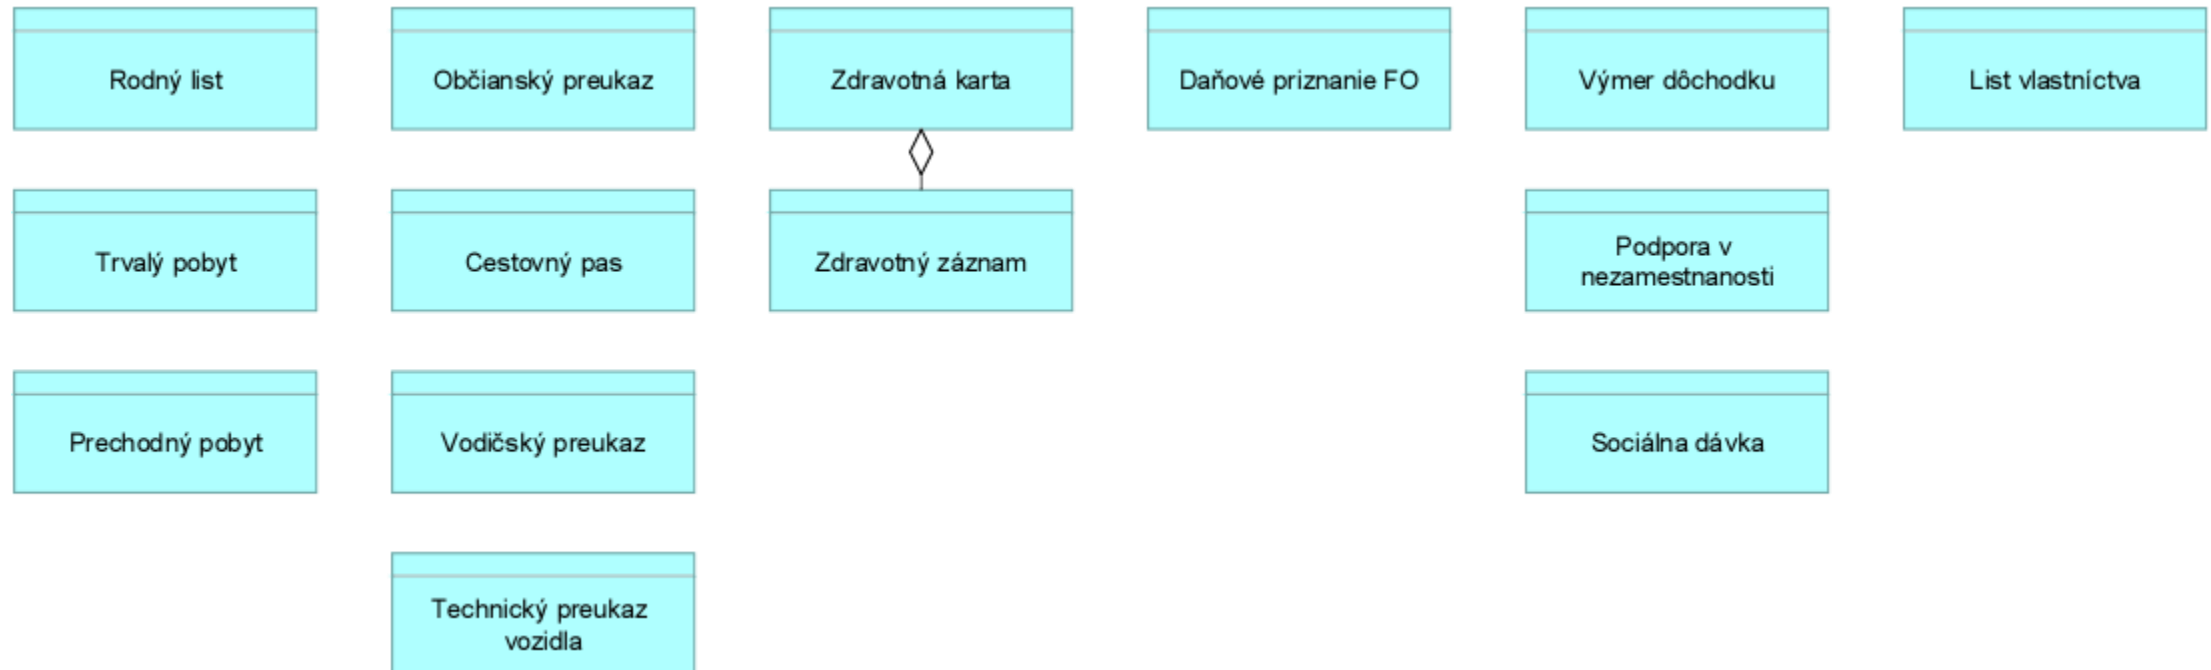 Rodný list
Občianský preukaz
Zdravotná karta
Daňové priznanie FO
Výmer dôchodku
List vlastníctva
Trvalý pobyt
Cestovný pas
Zdravotný záznam
Podpora v
nezamestnanosti
Prechodný pobyt
Vodičský preukaz
Sociálna dávka
Technický preukaz
vozidla